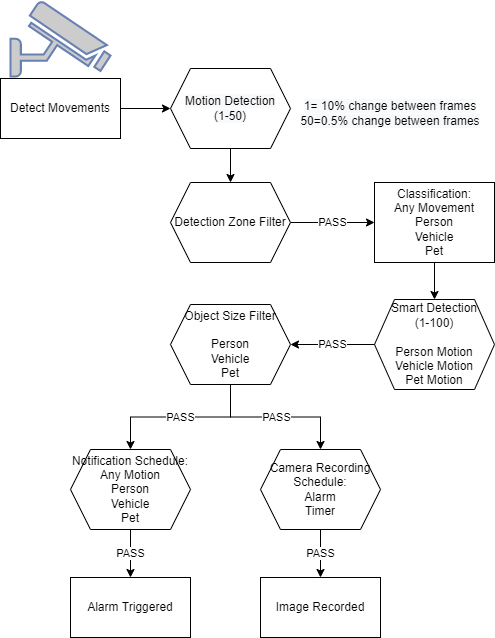 Detect Movements
Motion Detection
(1-50)
1= 10% change between frames
50=0.5% change between frames
Detection Zone Filter
PASS
Classification:
Any Movement
Person
Vehicle
Pet
Smart Detection
(1-100)
Person Motion
Vehicle Motion
Pet Motion
PASS
Object Size Filter
Person
Vehicle
Pet
PASS
PASS
Notification Schedule:
Any Motion
Person
Vehicle
Pet
Camera Recording
Schedule:
Alarm
Timer
PASS
PASS
Alarm Triggered
Image Recorded